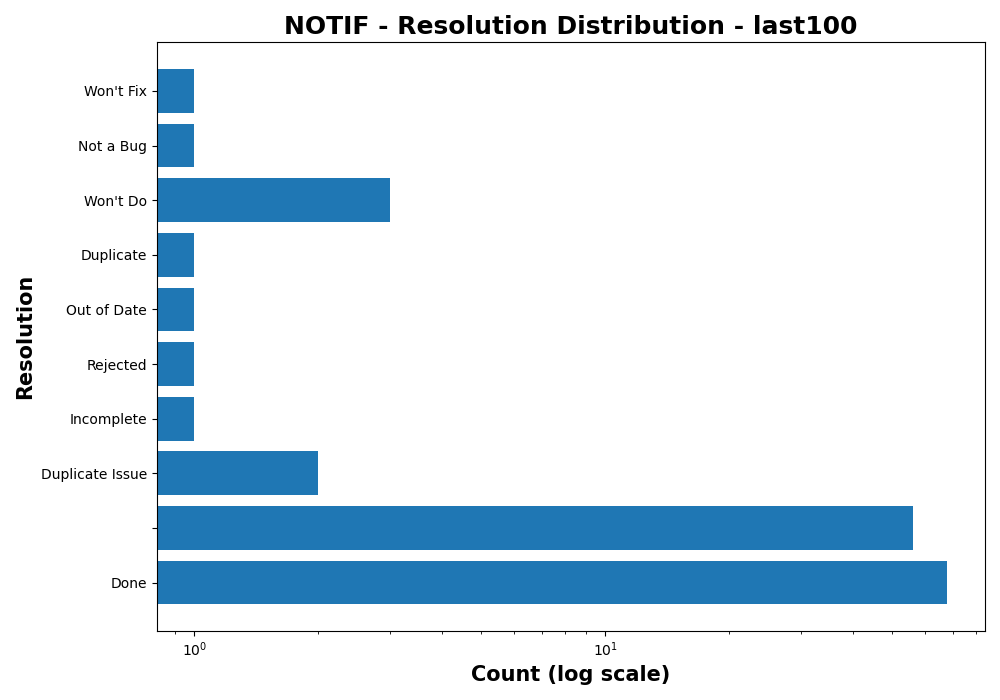 NOTIF - Resolution Distribution - last100
Won't Fix
Not a Bug
Won't Do
Duplicate
Out of Date
Rejected
Incomplete
Duplicate Issue
Done
Resolution
10⁰ 10¹
Count (log scale)